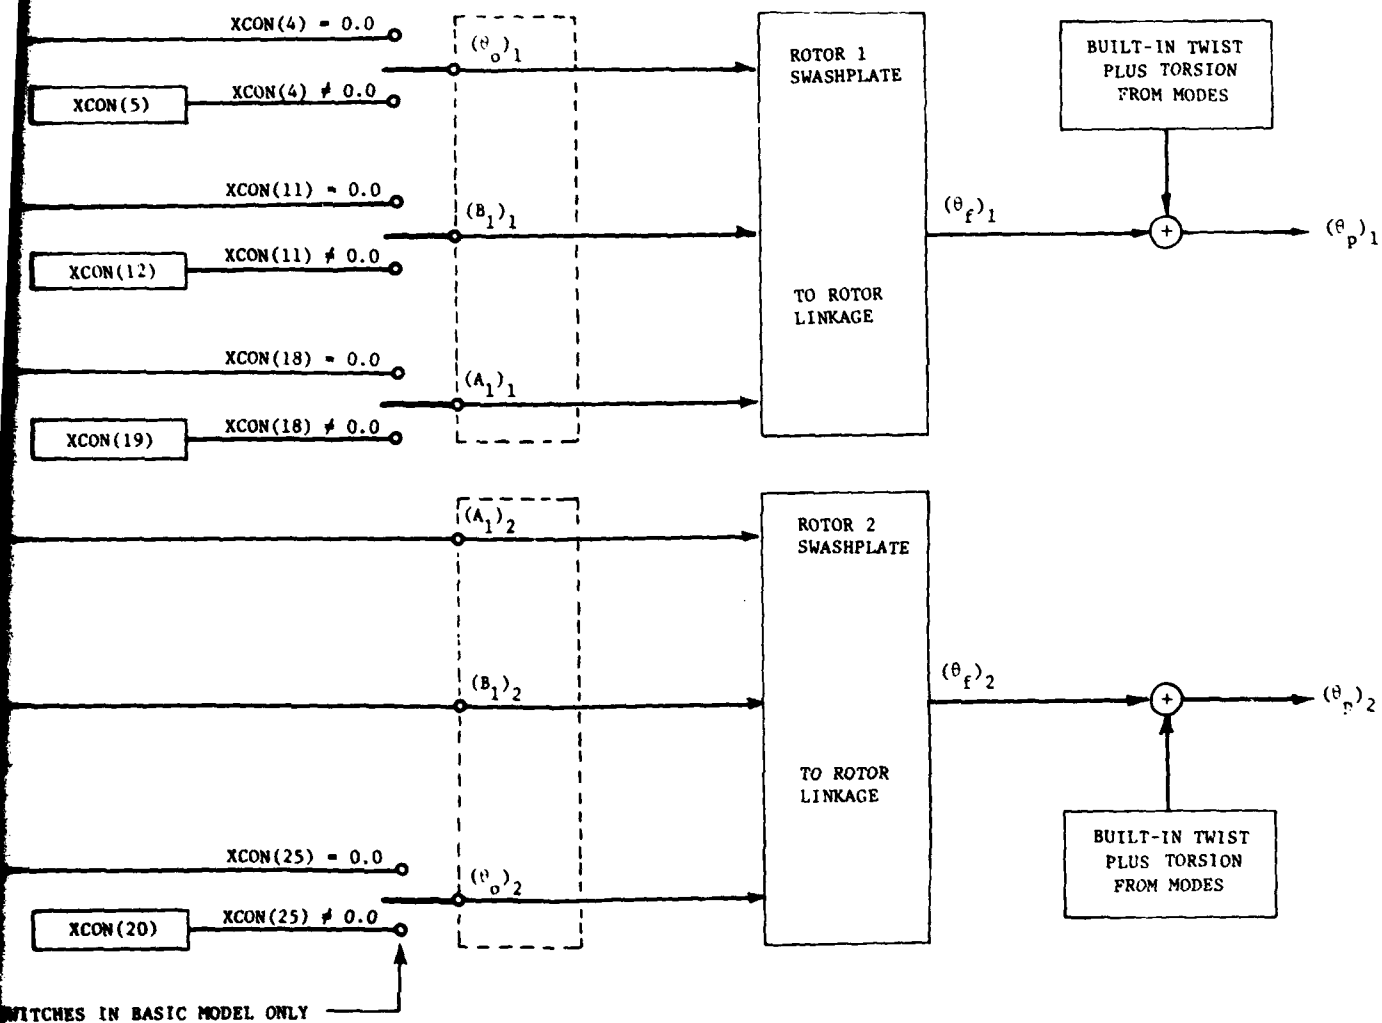 XCON(4) = 0.0
(θo)1
XCON(5)
XCON(4) ≠ 0.0
ROTOR 1
SWASHPLATE
BUILT-IN TWIST
PLUS TORSION
FROM MODES
XCON(11) = 0.0
(B1)1
XCON(12)
XCON(11) ≠ 0.0
(θf)1
+
(θp)1
TO ROTOR
LINKAGE
XCON(18) = 0.0
(A1)1
XCON(19)
XCON(18) ≠ 0.0
(A1)2
ROTOR 2
SWASHPLATE
(B1)2
(θf)2
+
(θp)2
TO ROTOR
LINKAGE
XCON(25) = 0.0
(θo)2
XCON(20)
XCON(25) ≠ 0.0
BUILT-IN TWIST
PLUS TORSION
FROM MODES
WITCHES IN BASIC MODEL ONLY